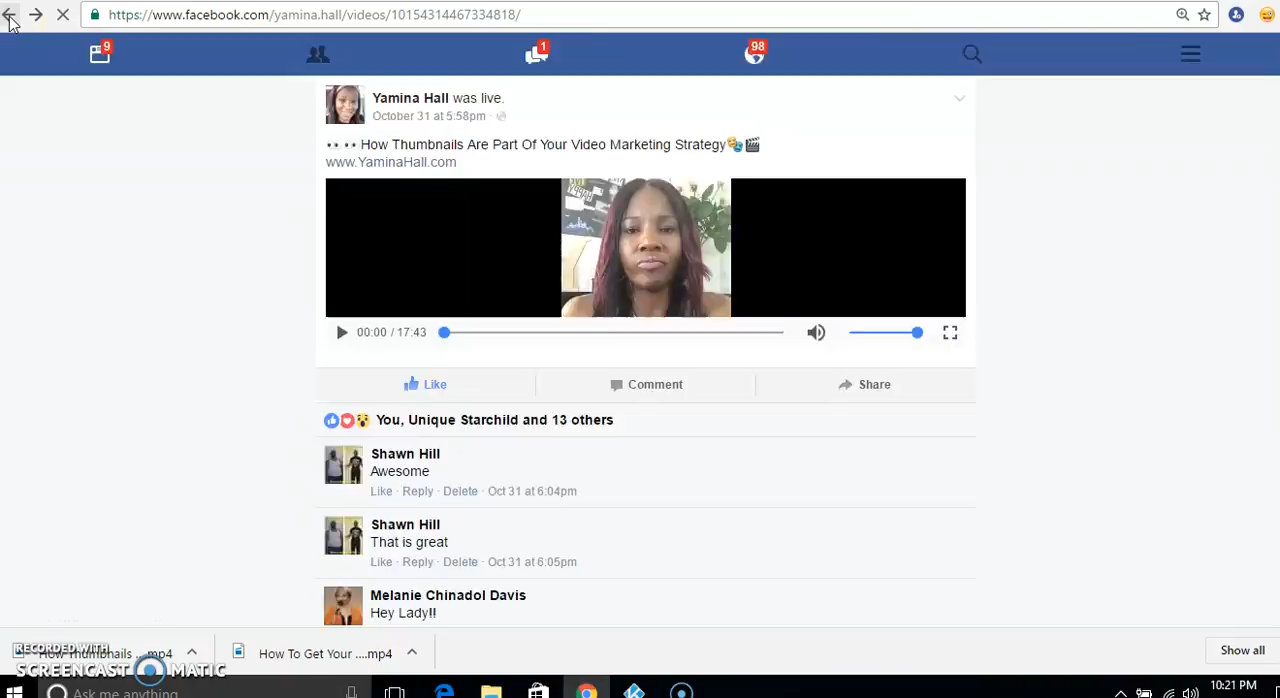 https://www.facebook.com/yamina.hall/videos/10154314467334818/
9
1
98
Yamina Hall was live.
October 31 at 5:58pm ·
How Thumbnails Are Part Of Your Video Marketing Strategy
www.YaminaHall.com
00:00 / 17:43
Like
Comment
Share
You, Unique Starchild and 13 others
Shawn Hill
Awesome
Like · Reply · Delete · Oct 31 at 6:04pm
Shawn Hill
That is great
Like · Reply · Delete · Oct 31 at 6:05pm
Melanie Chinadol Davis
Hey Lady!!
RECORDED WITH
SCREENCAST MATIC
How Thumbnails ....mp4
How To Get Your ....mp4
Show all
Ask me anything
10:21 PM